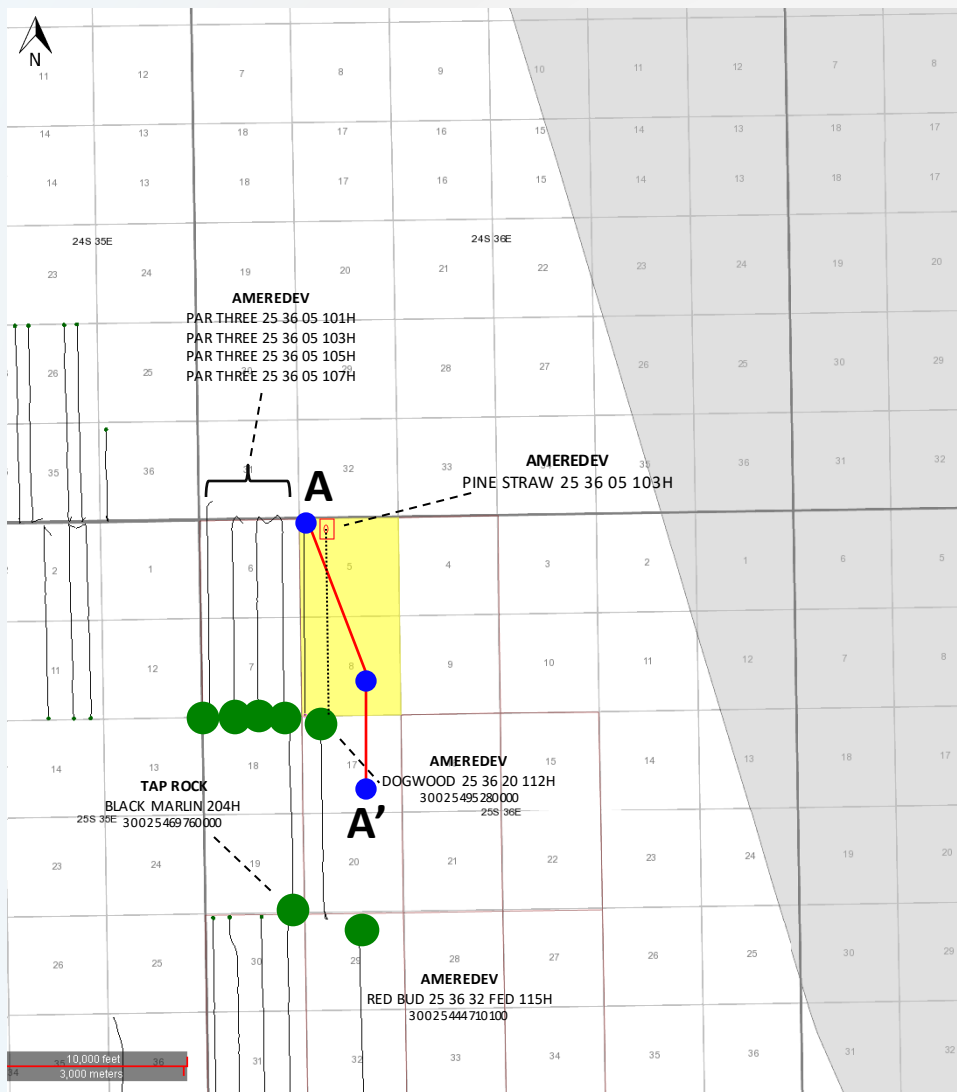 N
11 12 7 8 9 10 11 12 7 8
14 13 18 17 16 15 14 13 18 17
14 13 18 17 16 15 14 13 18 17
24S 35E 24S 36E
23 24 19 20 21 22 23 24 19 20
AMEREDEV
PAR THREE 25 36 05 101H
PAR THREE 25 36 05 103H
PAR THREE 25 36 05 105H
PAR THREE 25 36 05 107H
26 25 29 28 27 26 25 30 29
35 36 31 32 33 35 36 31 32
A
AMEREDEV
PINE STRAW 25 36 05 103H
2 1 6 5 4 3 2 1 6 5
11 12 7 8 9 10 11 12 7 8
14 13 18 17 15 14 13 18 17
AMEREDEV
DOGWOOD 25 36 20 112H
30025495280000
A’
TAP ROCK
BLACK MARLIN 204H
30025469760000
25S 35E 25S 36E
23 24 19 20 21 22 23 24 19 20
26 25 30 29 28 27 26 25 30 29
AMEREDEV
RED BUD 25 36 32 FED 115H
30025444710100
34 35 36 31 32 33 34 35 36 31 32
10,000 feet
3,000 meters